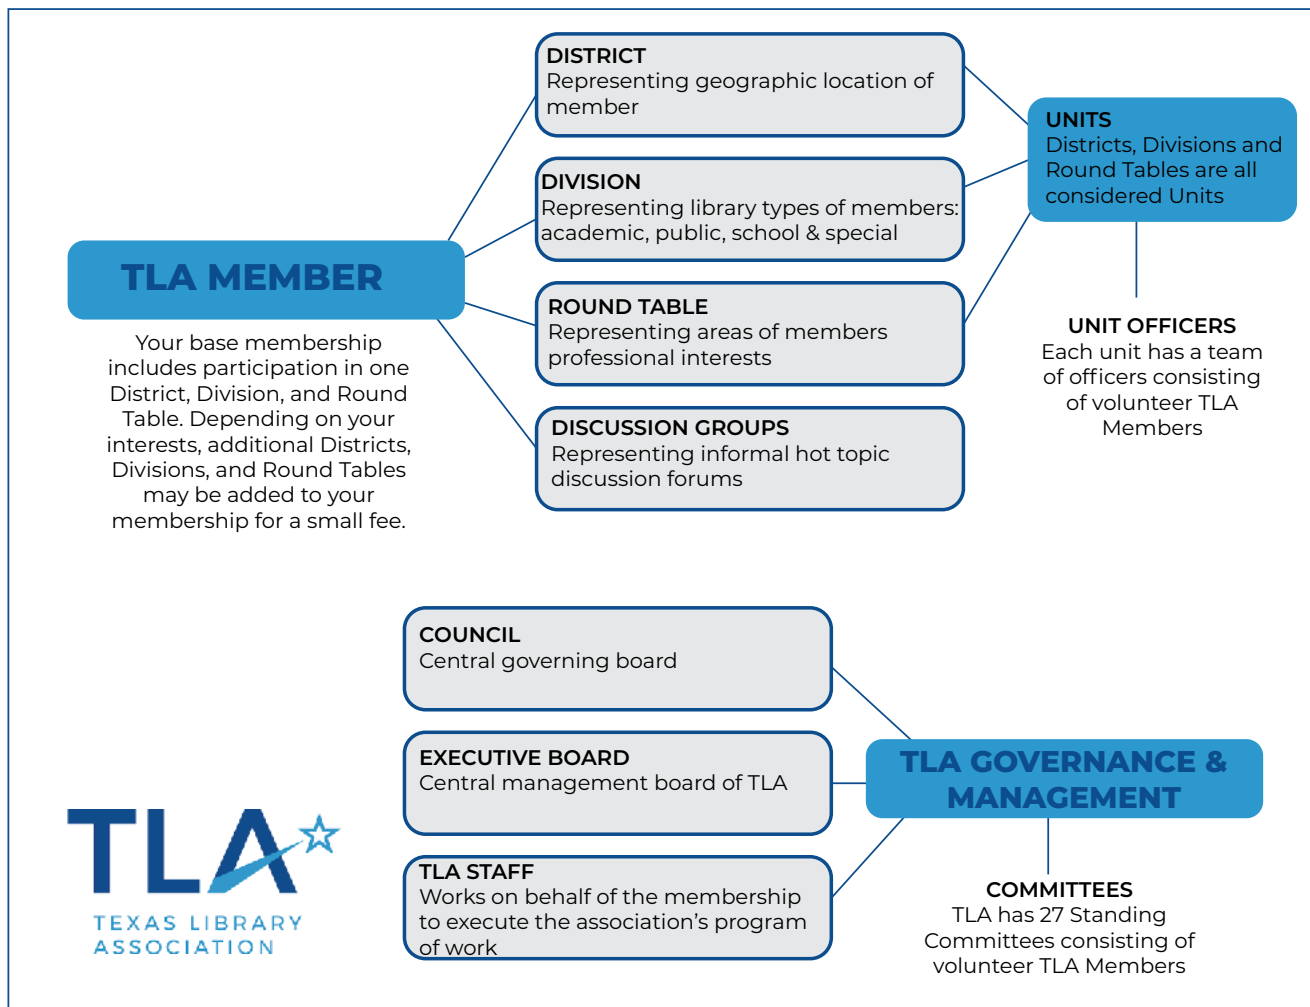 DISTRICT
Representing geographic location of
member
DIVISION
Representing library types of members:
academic, public, school & special
ROUND TABLE
Representing areas of members
professional interests
DISCUSSION GROUPS
Representing informal hot topic
discussion forums
UNITS
Districts, Divisions and
Round Tables are all
considered Units
UNIT OFFICERS
Each unit has a team
of officers consisting
of volunteer TLA
Members
TLA MEMBER
Your base membership
includes participation in one
District, Division, and Round
Table. Depending on your
interests, additional Districts,
Divisions, and Round Tables
may be added to your
membership for a small fee.
COUNCIL
Central governing board
EXECUTIVE BOARD
Central management board of TLA
TLA STAFF
Works on behalf of the membership
to execute the association’s program
of work
TLA GOVERNANCE &
MANAGEMENT
COMMITTEES
TLA has 27 Standing
Committees consisting of
volunteer TLA Members
TLA
TEXAS LIBRARY
ASSOCIATION